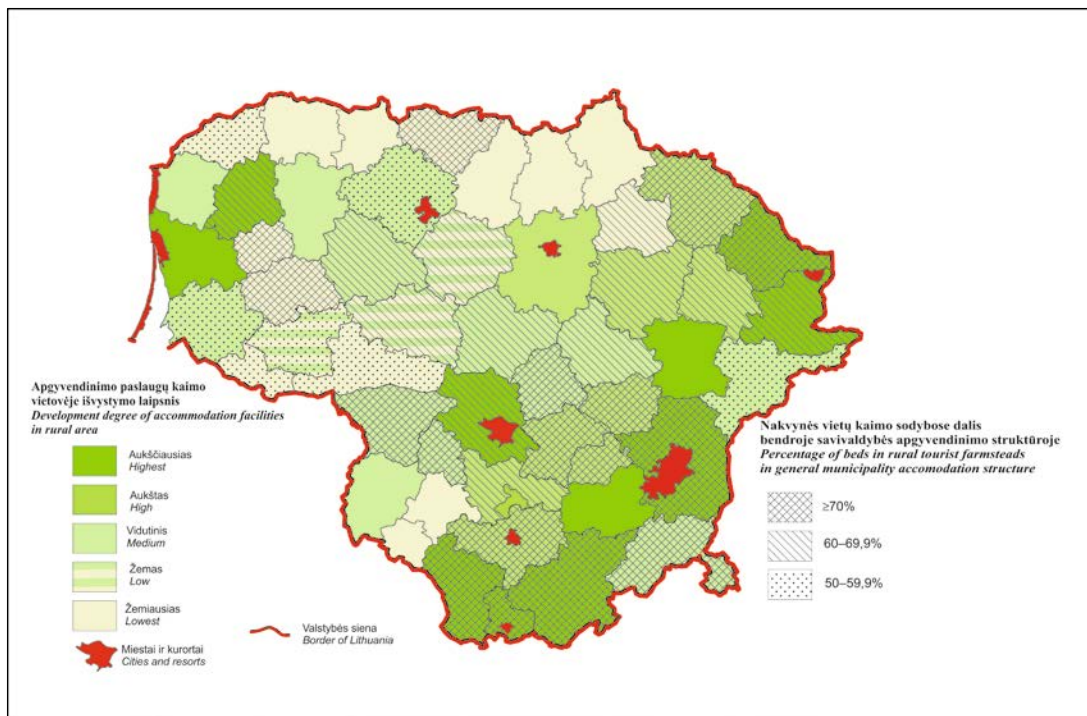 Apgyvendinimo paslaugų kaimo
vietovėje išvystymo laipsnis
Development degree of accommodation facilities
in rural area
Aukščiausias
Highest
Aukštas
High
Vidutinis
Medium
Žemas
Low
Žemiausias
Lowest
Miestai ir kurortai
Cities and resorts
Valstybės siena
Border of Lithuania
Nakvynės vietų kaimo sodybose dalis
bendroje savivaldybės apgyvendinimo struktūroje
Percentage of beds in rural tourist farmsteads
in general municipality accomodation structure
≥70%
60–69,9%
50–59,9%